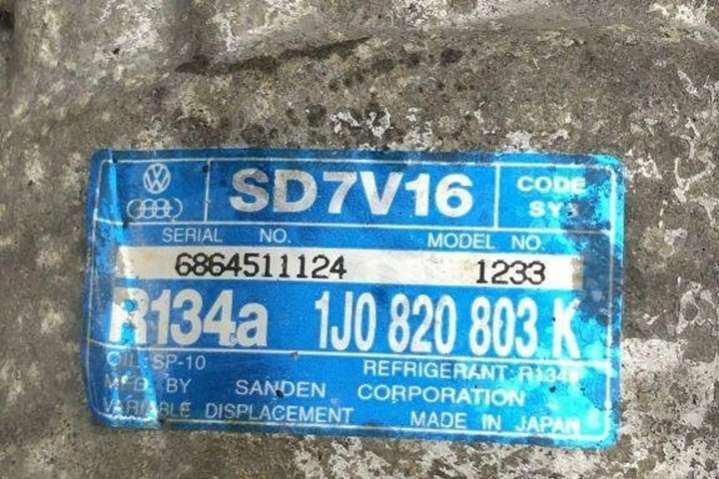 SD7V16
CODE
SY
SERIAL NO. MODEL NO.
6864511124 1233
R134a 1J0 820 803 K
OIL SP-10 REFRIGERANT R134a
MFD BY SANDEN CORPORATION
VARIABLE DISPLACEMENT MADE IN JAPAN